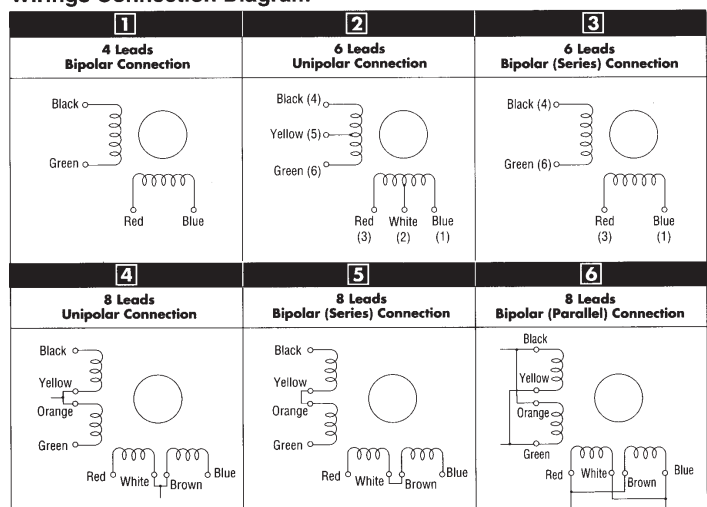 Wirings Connection Diagram
1
4 Leads
Bipolar Connection
Black
Green
Red Blue
2
6 Leads
Unipolar Connection
Black (4)
Yellow (5)
Green (6)
Red White Blue
(3) (2) (1)
3
6 Leads
Bipolar (Series) Connection
Black (4)
Green (6)
Red Blue
(3) (1)
4
8 Leads
Unipolar Connection
Black
Yellow
Orange
Green
Red White Brown Blue
5
8 Leads
Bipolar (Series) Connection
Black
Yellow
Orange
Green
Red White Brown Blue
6
8 Leads
Bipolar (Parallel) Connection
Black
Yellow
Orange
Green
Red White Brown Blue